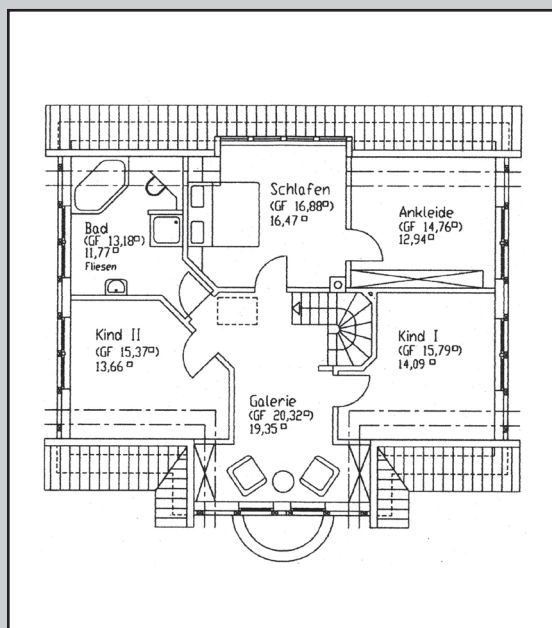 Schlafen
(GF 16,88□)
16,47 □
Ankleide
(GF 14,76□)
12,94□
Bad
(GF 13,18□)
11,77 □
Fliesen
Kind II
(GF 15,37□)
13,66 □
Kind I
(GF 15,79□)
14,09 □
Galerie
(GF 20,32□)
19,35 □